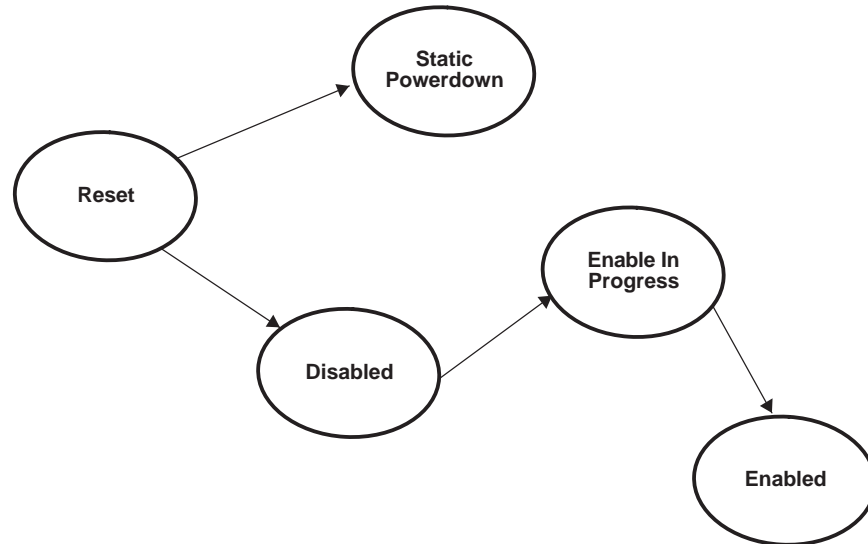 Static
Powerdown
Reset
Enable In
Progress
Disabled
Enabled